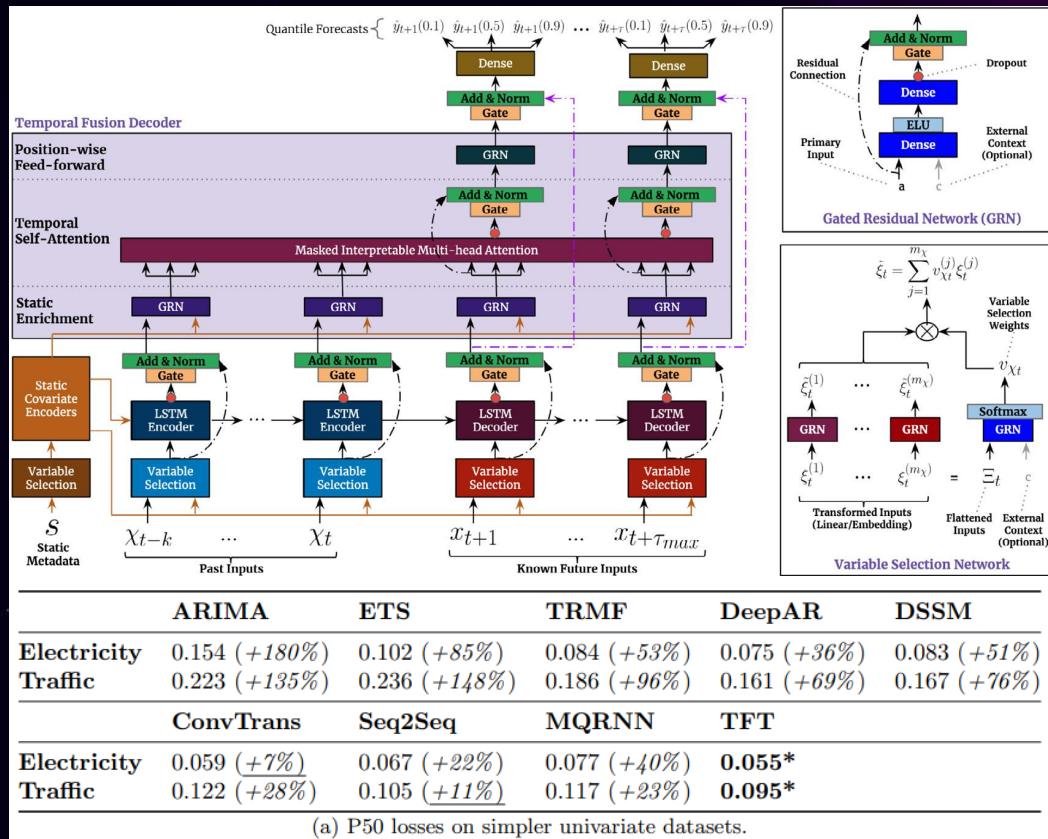 Quantile Forecasts { ŷt+1(0.1) ŷt+1(0.5) ŷt+1(0.9) ... ŷt+τ(0.1) ŷt+τ(0.5) ŷt+τ(0.9)
Dense Dense
Add & Norm Add & Norm
Gate Gate
Temporal Fusion Decoder
Position-wise
Feed-forward
GRN GRN
Add & Norm Add & Norm
Gate Gate
Temporal
Self-Attention
Masked Interpretable Multi-head Attention
Static
Enrichment
GRN GRN GRN GRN
Add & Norm Add & Norm Add & Norm Add & Norm
Gate Gate Gate Gate
Static
Covariate
Encoders
LSTM
Encoder
...
LSTM
Encoder
LSTM
Decoder
...
LSTM
Decoder
Variable
Selection
Variable
Selection
Variable
Selection
Variable
Selection
Variable
Selection
s
Static
Metadata
χt−k ... χt
Past Inputs
xt+1 ... xt+τmax
Known Future Inputs
Add & Norm
Gate
Residual
Connection
Dropout
Dense
ELU
Dense
Primary
Input
External
Context
(Optional)
a c
Gated Residual Network (GRN)
ξ̃t = ∑ j=1 mχ vχt(j) ξ̃t(j)
Variable
Selection
Weights
⊗
vχt
ξ̃t(1) ... ξ̃t(mχ)
Softmax
GRN ... GRN GRN
ξt(1) ... ξt(mχ) = Ξt c
Transformed Inputs
(Linear/Embedding)
Flattened
Inputs
External
Context
(Optional)
Variable Selection Network
ARIMA ETS TRMF DeepAR DSSM
Electricity 0.154 (+180%) 0.102 (+85%) 0.084 (+53%) 0.075 (+36%) 0.083 (+51%)
Traffic 0.223 (+135%) 0.236 (+148%) 0.186 (+96%) 0.161 (+69%) 0.167 (+76%)
ConvTrans Seq2Seq MQRNN TFT
Electricity 0.059 (+7%) 0.067 (+22%) 0.077 (+40%) 0.055*
Traffic 0.122 (+28%) 0.105 (+11%) 0.117 (+23%) 0.095*
(a) P50 losses on simpler univariate datasets.